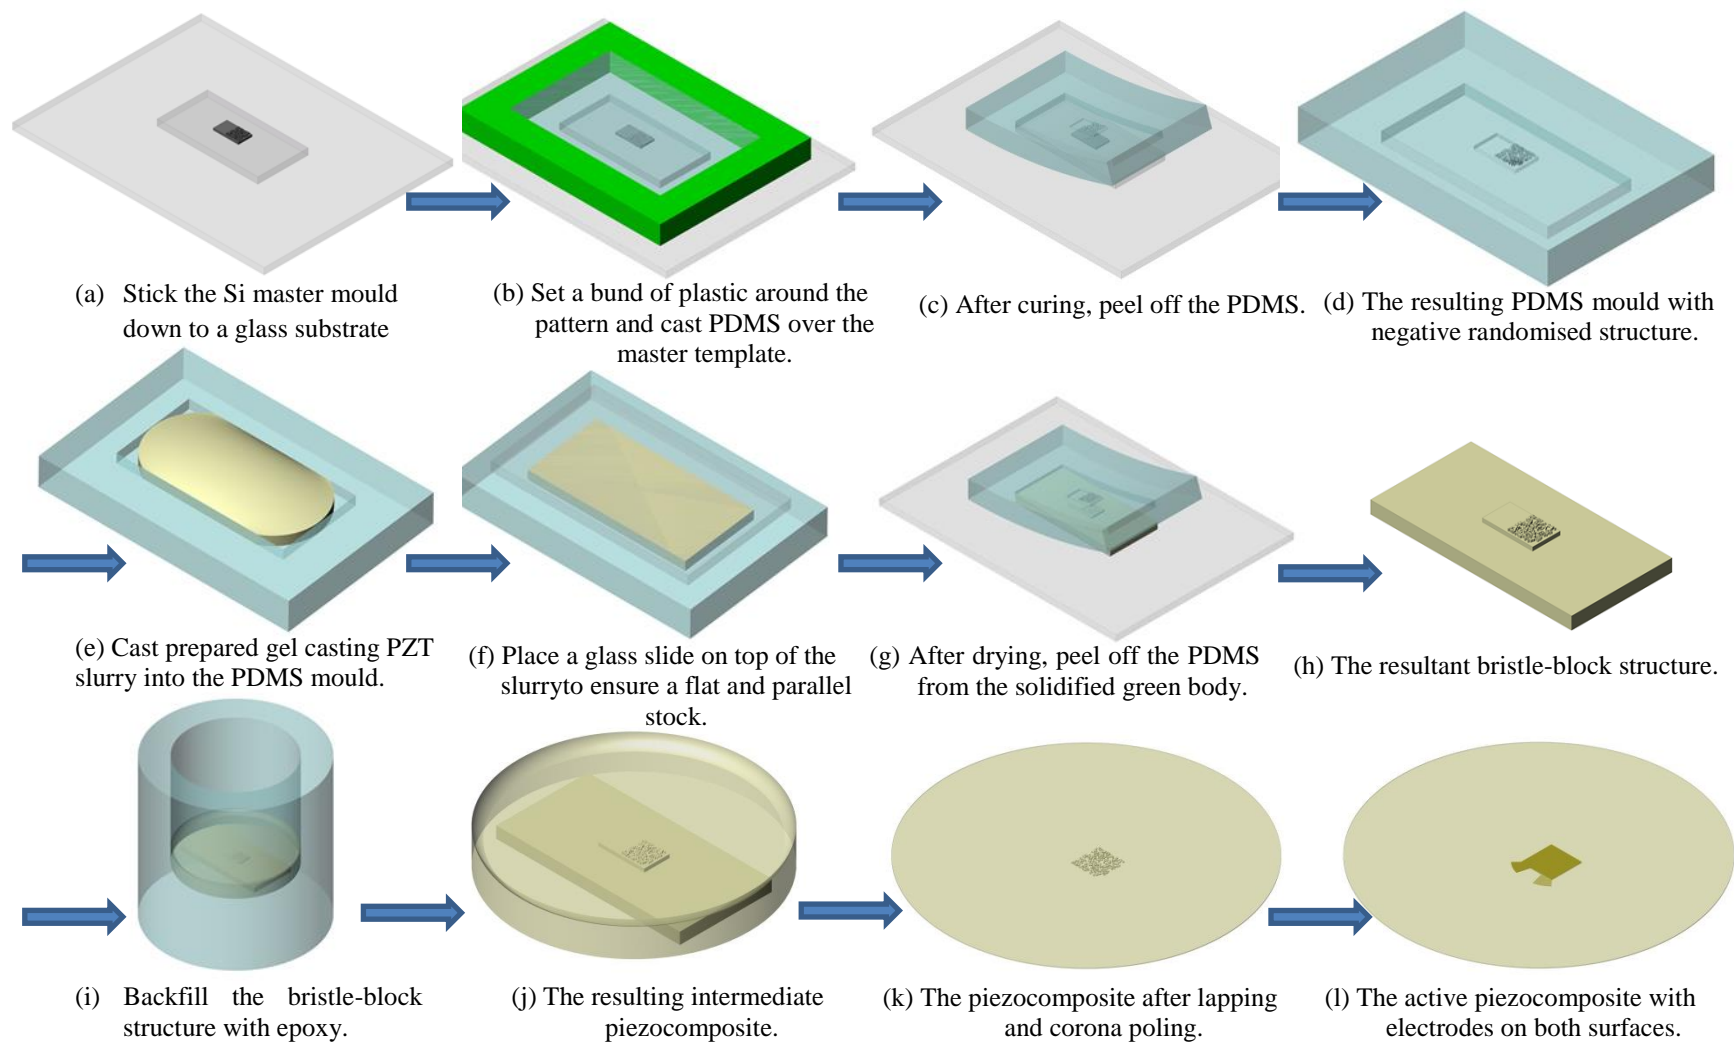 (a) Stick the Si master mould
down to a glass substrate
(b) Set a bund of plastic around the
pattern and cast PDMS over the
master template.
(c) After curing, peel off the PDMS.
(d) The resulting PDMS mould with
negative randomised structure.
(e) Cast prepared gel casting PZT
slurry into the PDMS mould.
(f) Place a glass slide on top of the
slurryto ensure a flat and parallel
stock.
(g) After drying, peel off the PDMS
from the solidified green body.
(h) The resultant bristle-block structure.
(i) Backfill the bristle-block
structure with epoxy.
(j) The resulting intermediate
piezocomposite.
(k) The piezocomposite after lapping
and corona poling.
(l) The active piezocomposite with
electrodes on both surfaces.